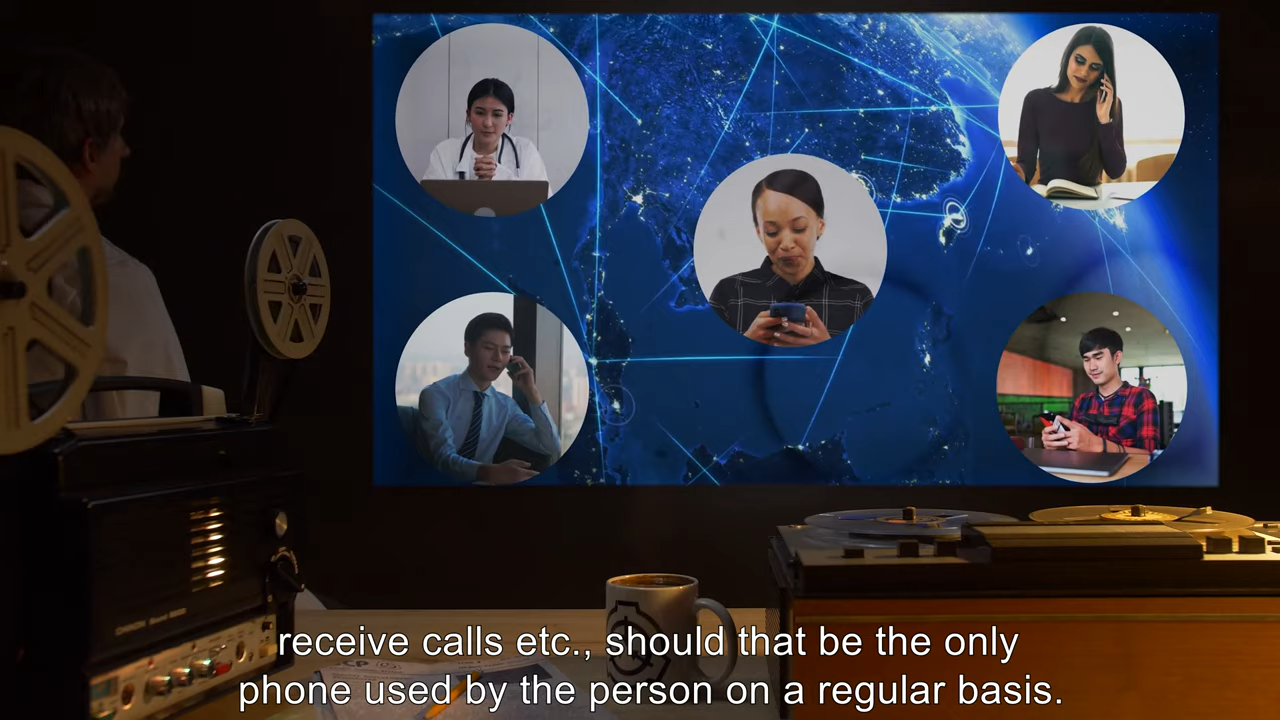 receive calls etc., should that be the only
phone used by the person on a regular basis.